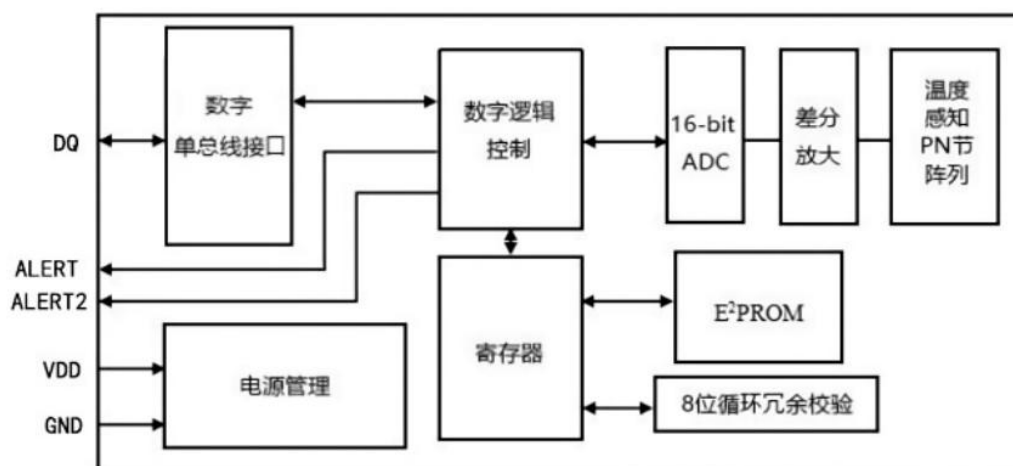 DQ
数字
单总线接口
数字逻辑
控制
16-bit
ADC
差分
放大
温度
感知
PN节
阵列
ALERT
ALERT2
VDD
GND
电源管理
寄存器
E²PROM
8位循环冗余校验